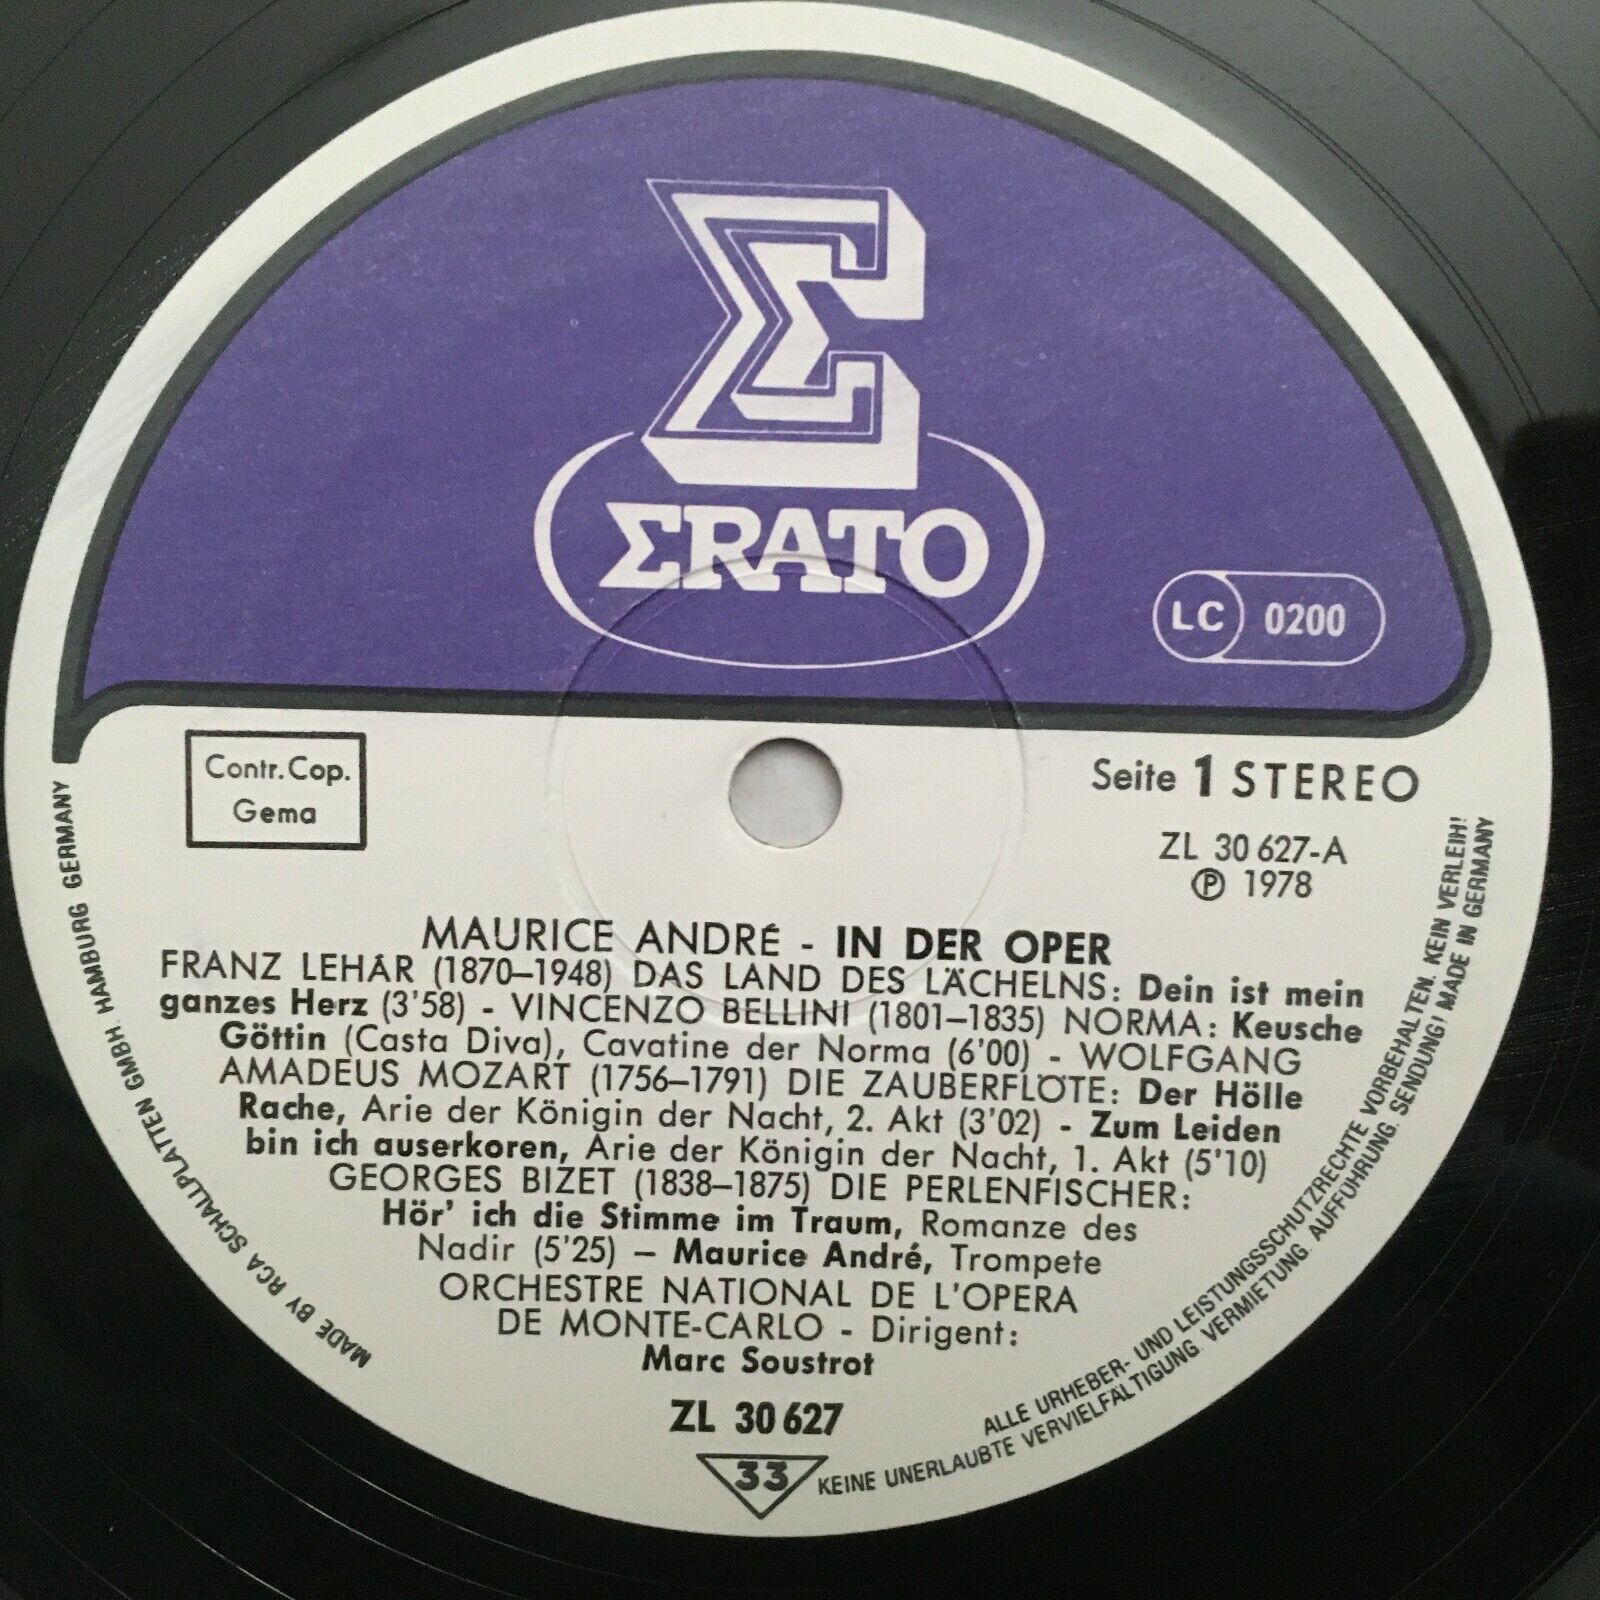 Σ
ΣRATO
LC 0200
Contr. Cop.
Gema
Seite 1 STEREO
ZL 30 627-A
℗ 1978
MAURICE ANDRÉ - IN DER OPER
FRANZ LEHÁR (1870–1948) DAS LAND DES LÄCHELNS: Dein ist mein
ganzes Herz (3'58) - VINCENZO BELLINI (1801–1835) NORMA: Keusche
Göttin (Casta Diva), Cavatine der Norma (6'00) - WOLFGANG
AMADEUS MOZART (1756–1791) DIE ZAUBERFLÖTE: Der Hölle
Rache, Arie der Königin der Nacht, 2. Akt (3'02) - Zum Leiden
bin ich auserkoren, Arie der Königin der Nacht, 1. Akt (5'10)
GEORGES BIZET (1838–1875) DIE PERLENFISCHER:
Hör' ich die Stimme im Traum, Romanze des
Nadir (5'25) – Maurice André, Trompete
ORCHESTRE NATIONAL DE L'OPERA
DE MONTE-CARLO - Dirigent:
Marc Soustrot
ZL 30 627
33
MADE BY RCA SCHALLPLATTEN GMBH. HAMBURG GERMANY
ALLE URHEBER- UND LEISTUNGSSCHUTZRECHTE VORBEHALTEN. KEIN VERLEIH!
KEINE UNERLAUBTE VERVIELFÄLTIGUNG. VERMIETUNG. AUFFÜHRUNG. SENDUNG! MADE IN GERMANY